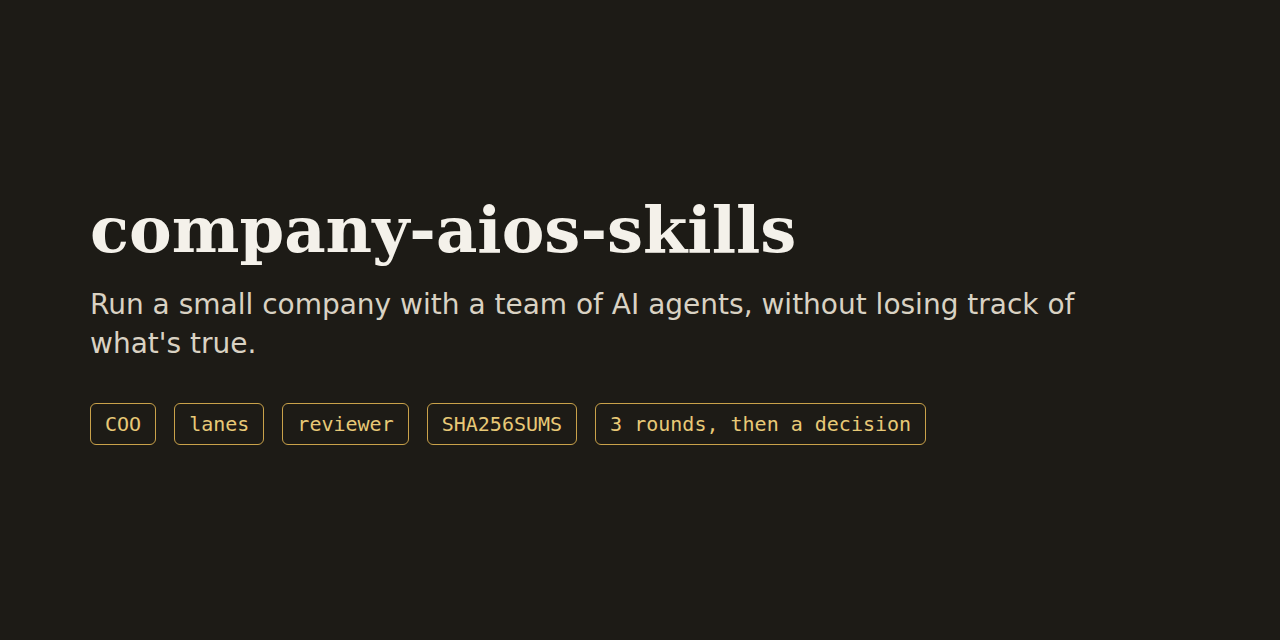 company-aios-skills
Run a small company with a team of AI agents, without losing track of
what's true.
COO lanes reviewer SHA256SUMS 3 rounds, then a decision